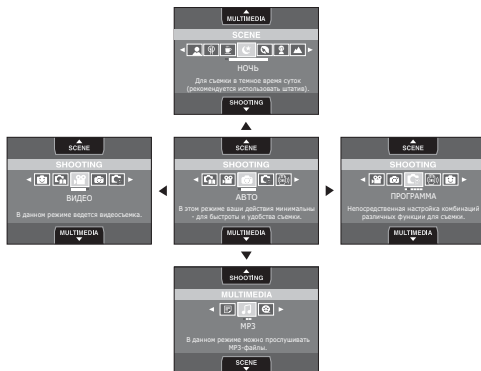 MULTIMEDIA
SCENE
НОЧЬ
Для съемки в темное время суток
(рекомендуется использовать штатив).
SHOOTING
SCENE
SHOOTING
ВИДЕО
В данном режиме ведется видеосъемка.
MULTIMEDIA
SCENE
SHOOTING
АВТО
В этом режиме ваши действия минимальны
- для быстроты и удобства съемки.
MULTIMEDIA
SCENE
SHOOTING
ПРОГРАММА
Непосредственная настройка комбинаций
различных функции для съемки.
MULTIMEDIA
SHOOTING
MULTIMEDIA
MP3
В данном режиме можно прослушивать
MP3-файлы.
SCENE